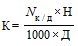 К = N к / д × Н
1000 × Д